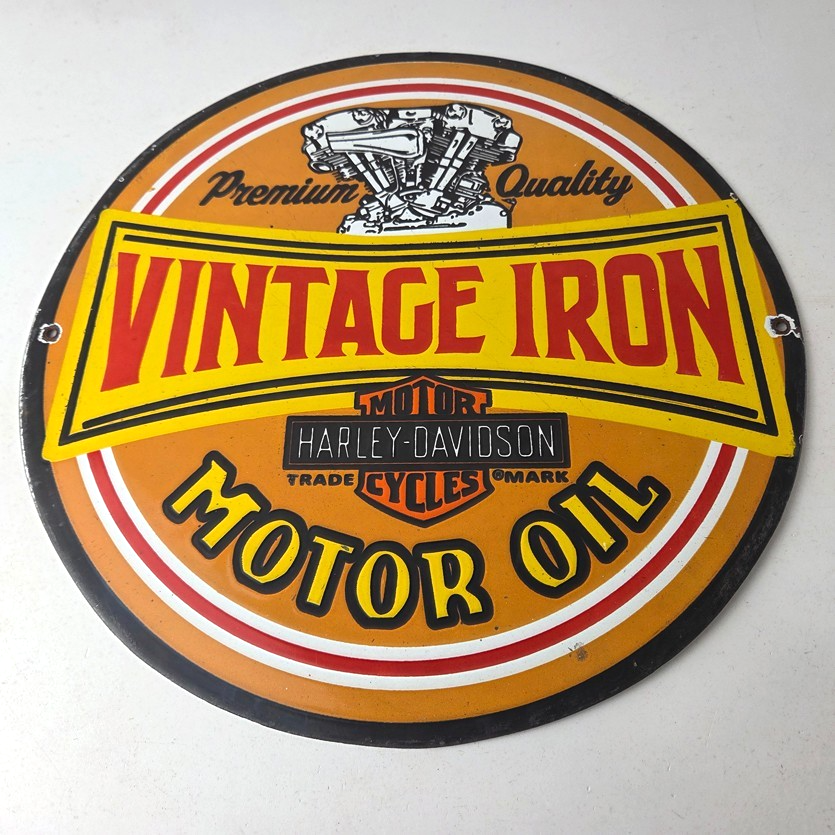 Premium Quality
VINTAGE IRON
MOTOR
HARLEY-DAVIDSON
TRADE CYCLES ®MARK
MOTOR OIL